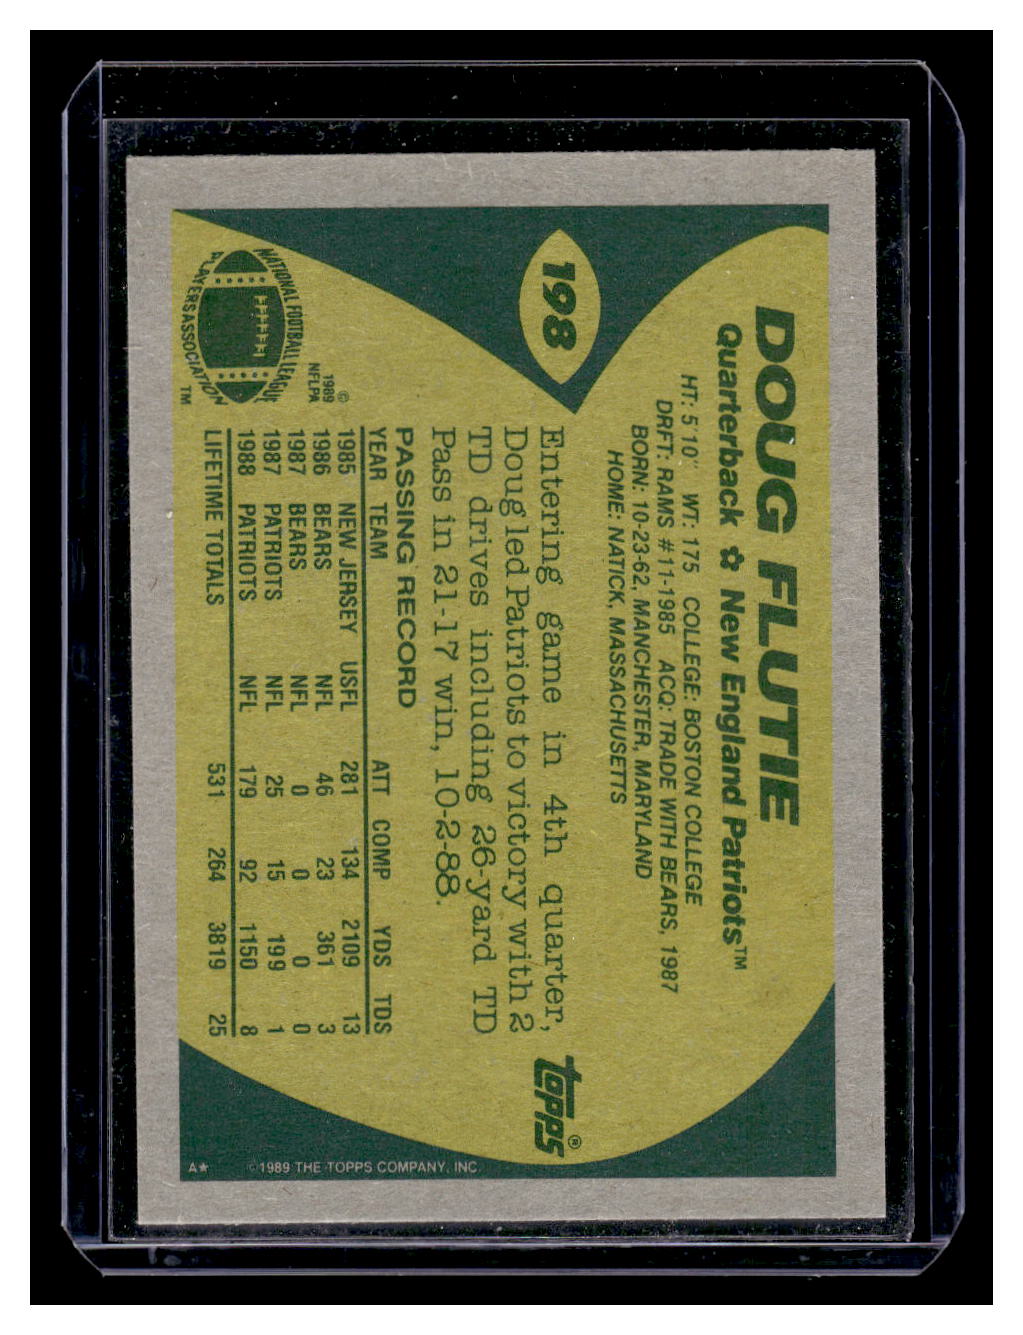 198
DOUG FLUTIE
Quarterback ✿ New England Patriots™
HT: 5'10" WT: 175 COLLEGE: BOSTON COLLEGE
DRFT: RAMS #11-1985 ACQ: TRADE WITH BEARS, 1987
BORN: 10-23-62, MANCHESTER, MARYLAND
HOME: NATICK, MASSACHUSETTS
Entering game in 4th quarter,
Doug led Patriots to victory with 2
TD drives including 26-yard TD
Pass in 21-17 win, 10-2-88.
topps®
PASSING RECORD
YEAR TEAM ATT COMP YDS TDS
1985 NEW JERSEY USFL 281 134 2109 13
1986 BEARS NFL 46 23 361 3
1987 BEARS NFL 0 0 0 0
1987 PATRIOTS NFL 25 15 199 1
1988 PATRIOTS NFL 179 92 1150 8
LIFETIME TOTALS 531 264 3819 25
©
1989
NFLPA
NATIONAL FOOTBALL LEAGUE
PLAYERS ASSOCIATION
TM
A★ ©1989 THE TOPPS COMPANY, INC.